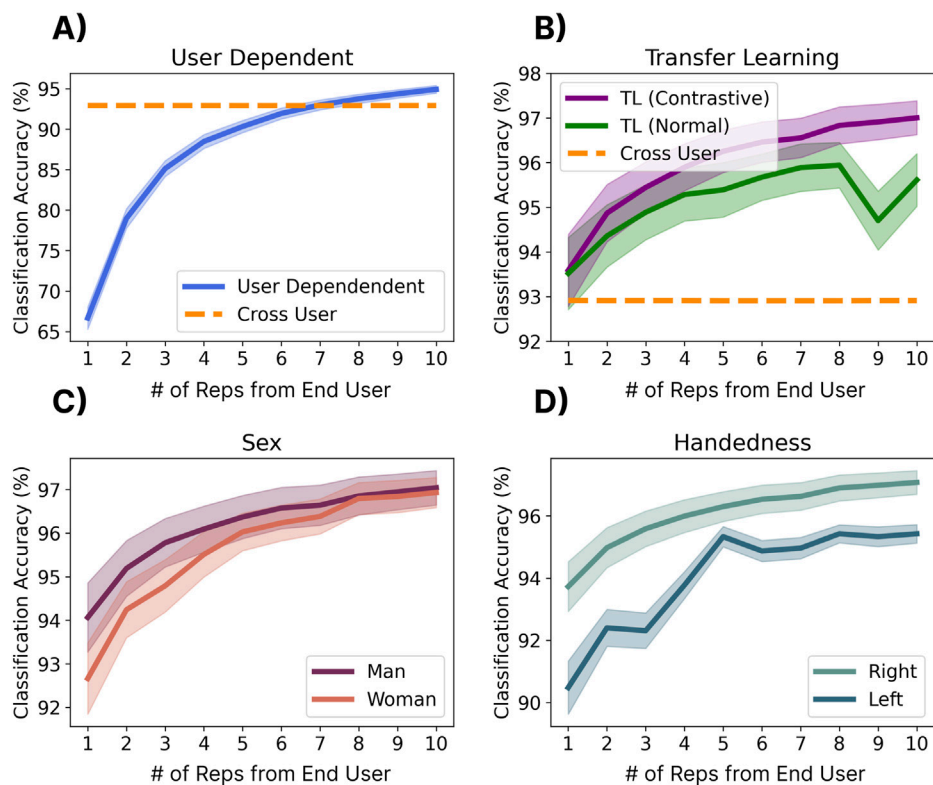 A)
User Dependent
Classification Accuracy (%)
95
90
85
80
75
70
65
User Dependendent
Cross User
1 2 3 4 5 6 7 8 9 10
# of Reps from End User
B)
Transfer Learning
Classification Accuracy (%)
98
97
96
95
94
93
92
TL (Contrastive)
TL (Normal)
Cross User
1 2 3 4 5 6 7 8 9 10
# of Reps from End User
C)
Sex
Classification Accuracy (%)
97
96
95
94
93
92
Man
Woman
1 2 3 4 5 6 7 8 9 10
# of Reps from End User
D)
Handedness
Classification Accuracy (%)
96
94
92
90
Right
Left
1 2 3 4 5 6 7 8 9 10
# of Reps from End User